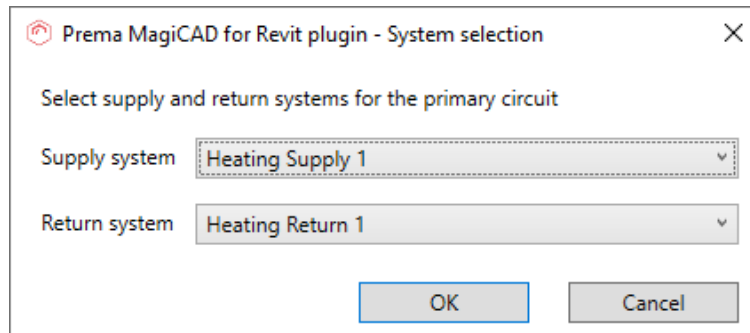 Prema MagiCAD for Revit plugin - System selection
Select supply and return systems for the primary circuit
Supply system Heating Supply 1
Return system Heating Return 1
OK Cancel